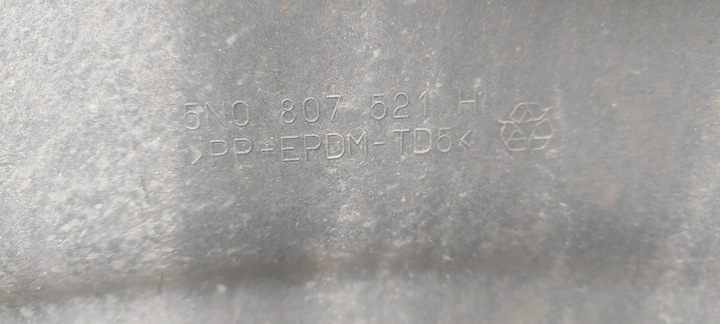 5N0 807 521 H
>PP-EPDM-TD5<